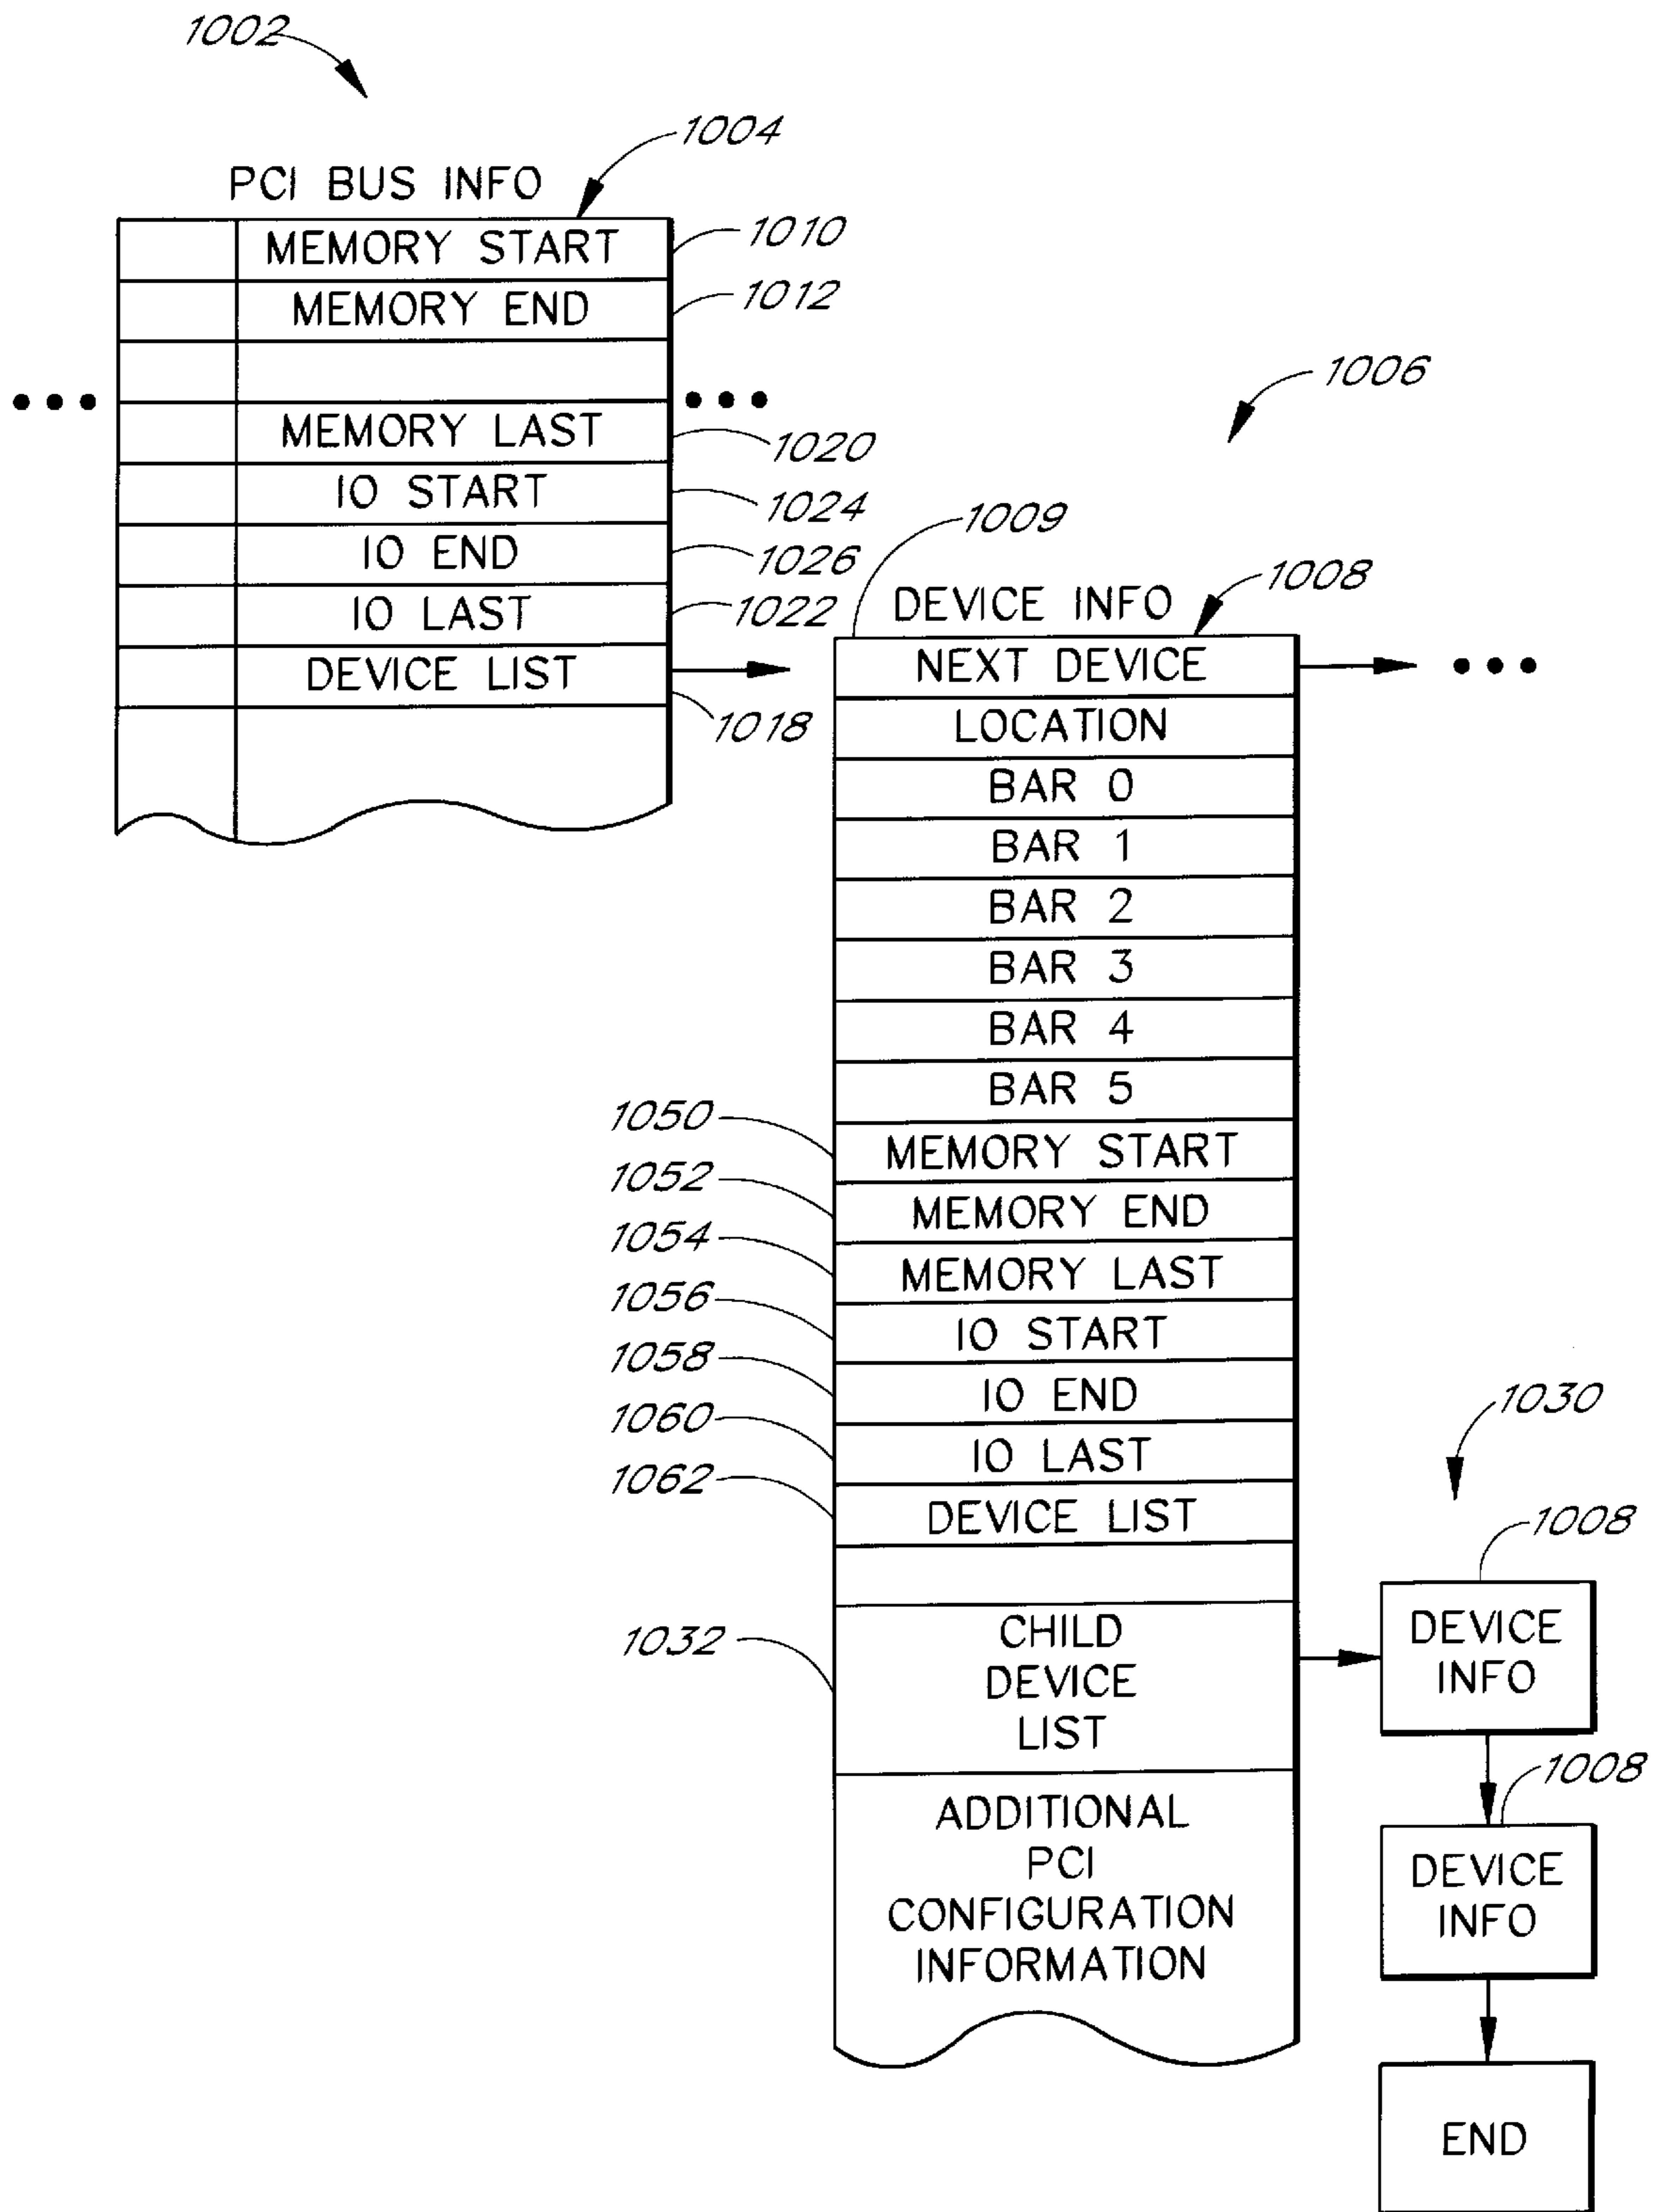 1002
1004
PCI BUS INFO
MEMORY START 1010
MEMORY END 1012
MEMORY LAST 1020
IO START 1024
IO END 1026
IO LAST 1022
DEVICE LIST 1018
1006
1009
DEVICE INFO 1008
NEXT DEVICE
LOCATION
BAR 0
BAR 1
BAR 2
BAR 3
BAR 4
BAR 5
1050 MEMORY START
1052 MEMORY END
1054 MEMORY LAST
1056 IO START
1058 IO END
1060 IO LAST
1062 DEVICE LIST
1032 CHILD
DEVICE
LIST
ADDITIONAL
PCI
CONFIGURATION
INFORMATION
1030
1008
DEVICE
INFO
1008
DEVICE
INFO
END